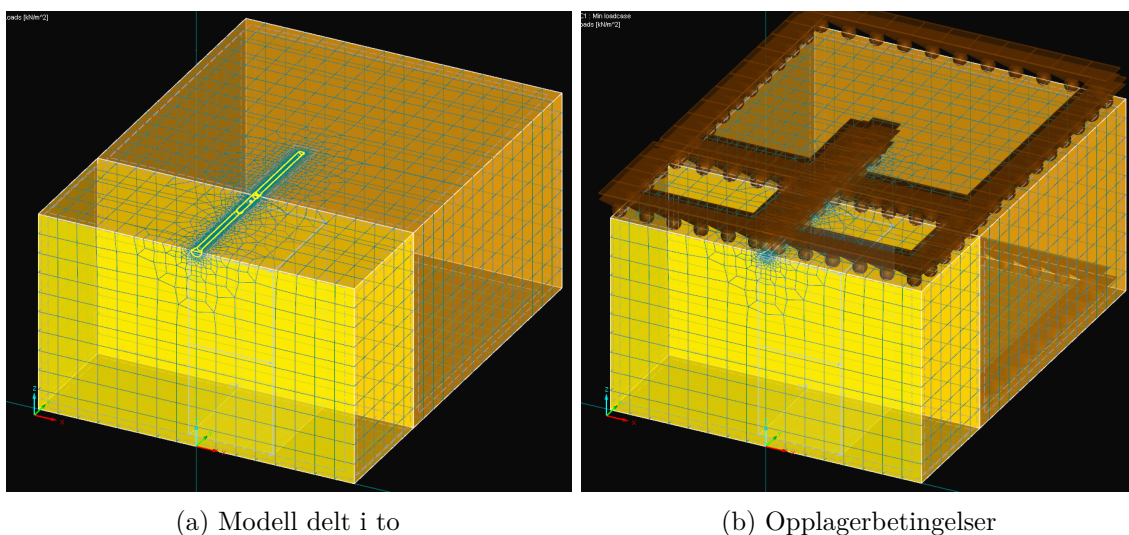 oads [kN/m^2]
C1 : Min loadcase
oads [kN/m^2]
z
x
z
x
(a) Modell delt i to
(b) Opplagerbetingelser